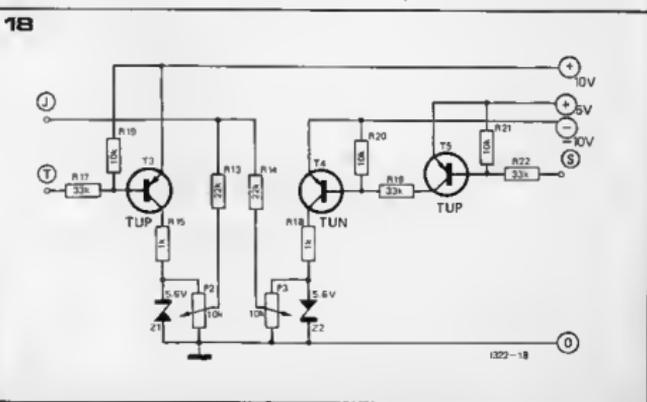 18
+
10V
J
+
6V
R19
R20
R21
−
=10V
10k
T3
R13
R14
10k
T5
10k
R22
S
T
R17
T4
33k
22k
22k
R19
33k
33k
TUP
TUN
TUP
R15
R18
1k
1k
5.6V
P2
P3
5.6V
10k
10k
Z1
Z2
0
1322-18